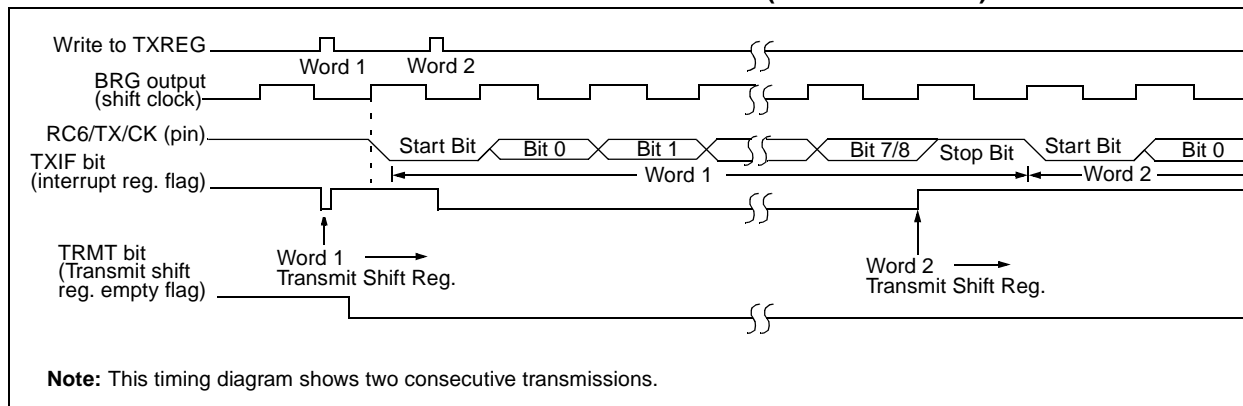 Write to TXREG
Word 1 Word 2
BRG output
(shift clock)
RC6/TX/CK (pin)
Start Bit Bit 0 Bit 1 Bit 7/8 Stop Bit Start Bit Bit 0
TXIF bit
(interrupt reg. flag)
Word 1 Word 2
TRMT bit
(Transmit shift
reg. empty flag)
Word 1
Transmit Shift Reg.
Word 2
Transmit Shift Reg.
Note: This timing diagram shows two consecutive transmissions.